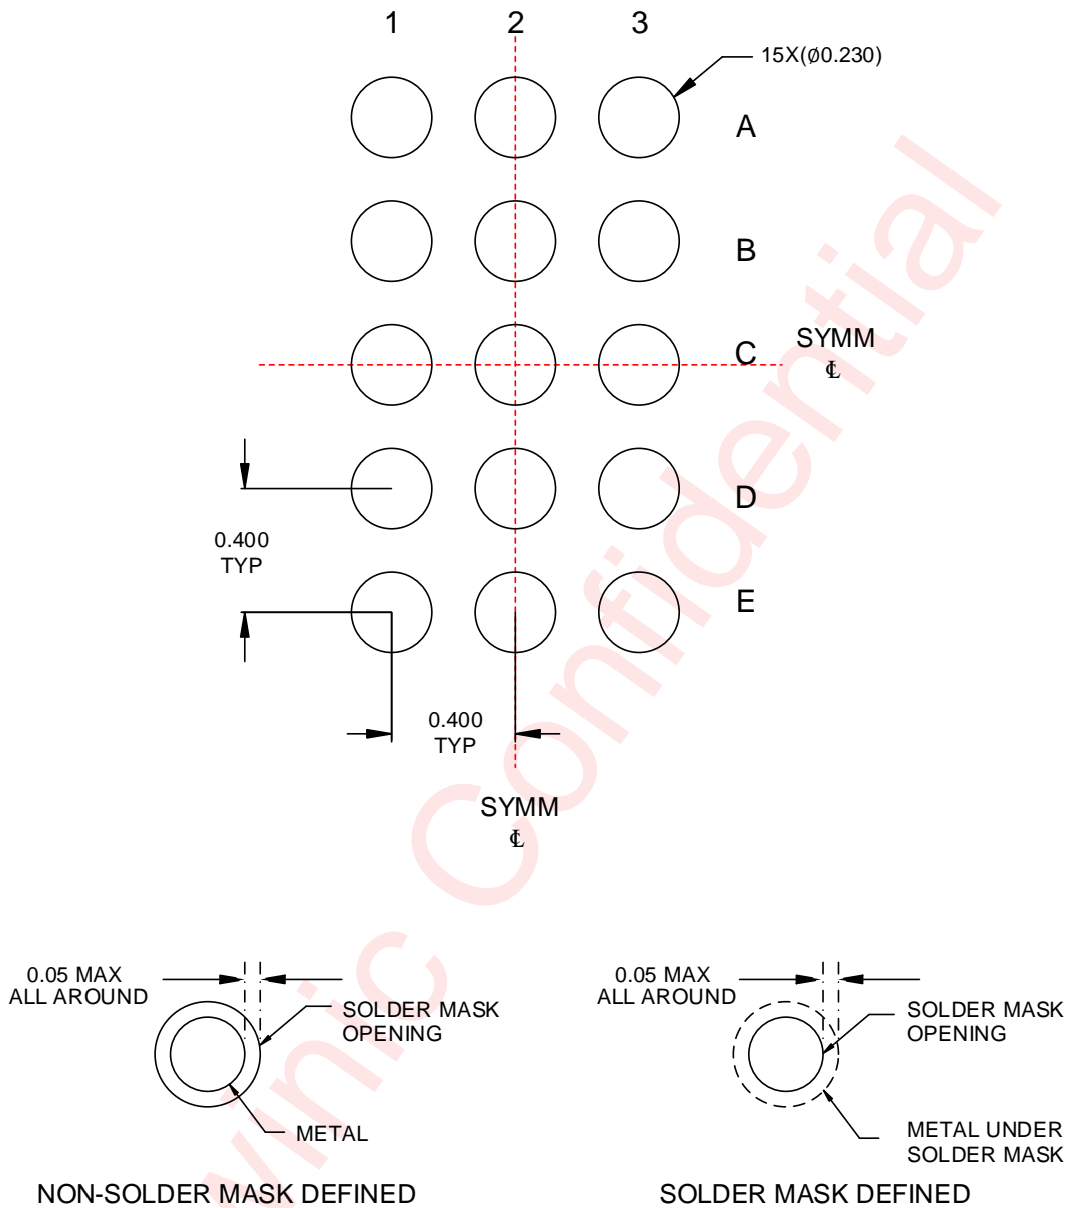 1 2 3
15X(Ø0.230)
A
B
C
SYMM
℄
D
0.400
TYP
E
0.400
TYP
SYMM
℄
0.05 MAX
ALL AROUND
SOLDER MASK
OPENING
METAL
NON-SOLDER MASK DEFINED
0.05 MAX
ALL AROUND
SOLDER MASK
OPENING
METAL UNDER
SOLDER MASK
SOLDER MASK DEFINED
winic Confidential